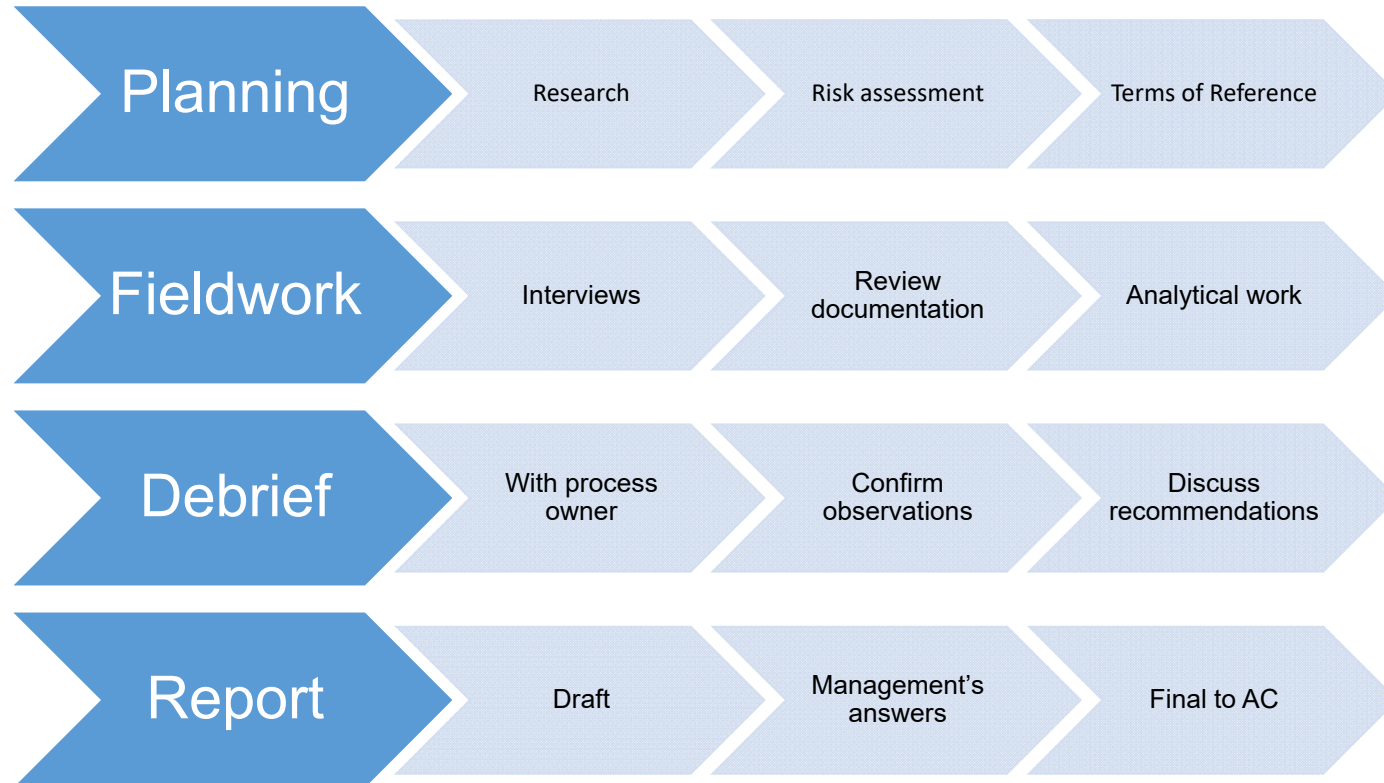 Planning
Research
Risk assessment
Terms of Reference
Fieldwork
Interviews
Review
documentation
Analytical work
Debrief
With process
owner
Confirm
observations
Discuss
recommendations
Report
Draft
Management’s
answers
Final to AC